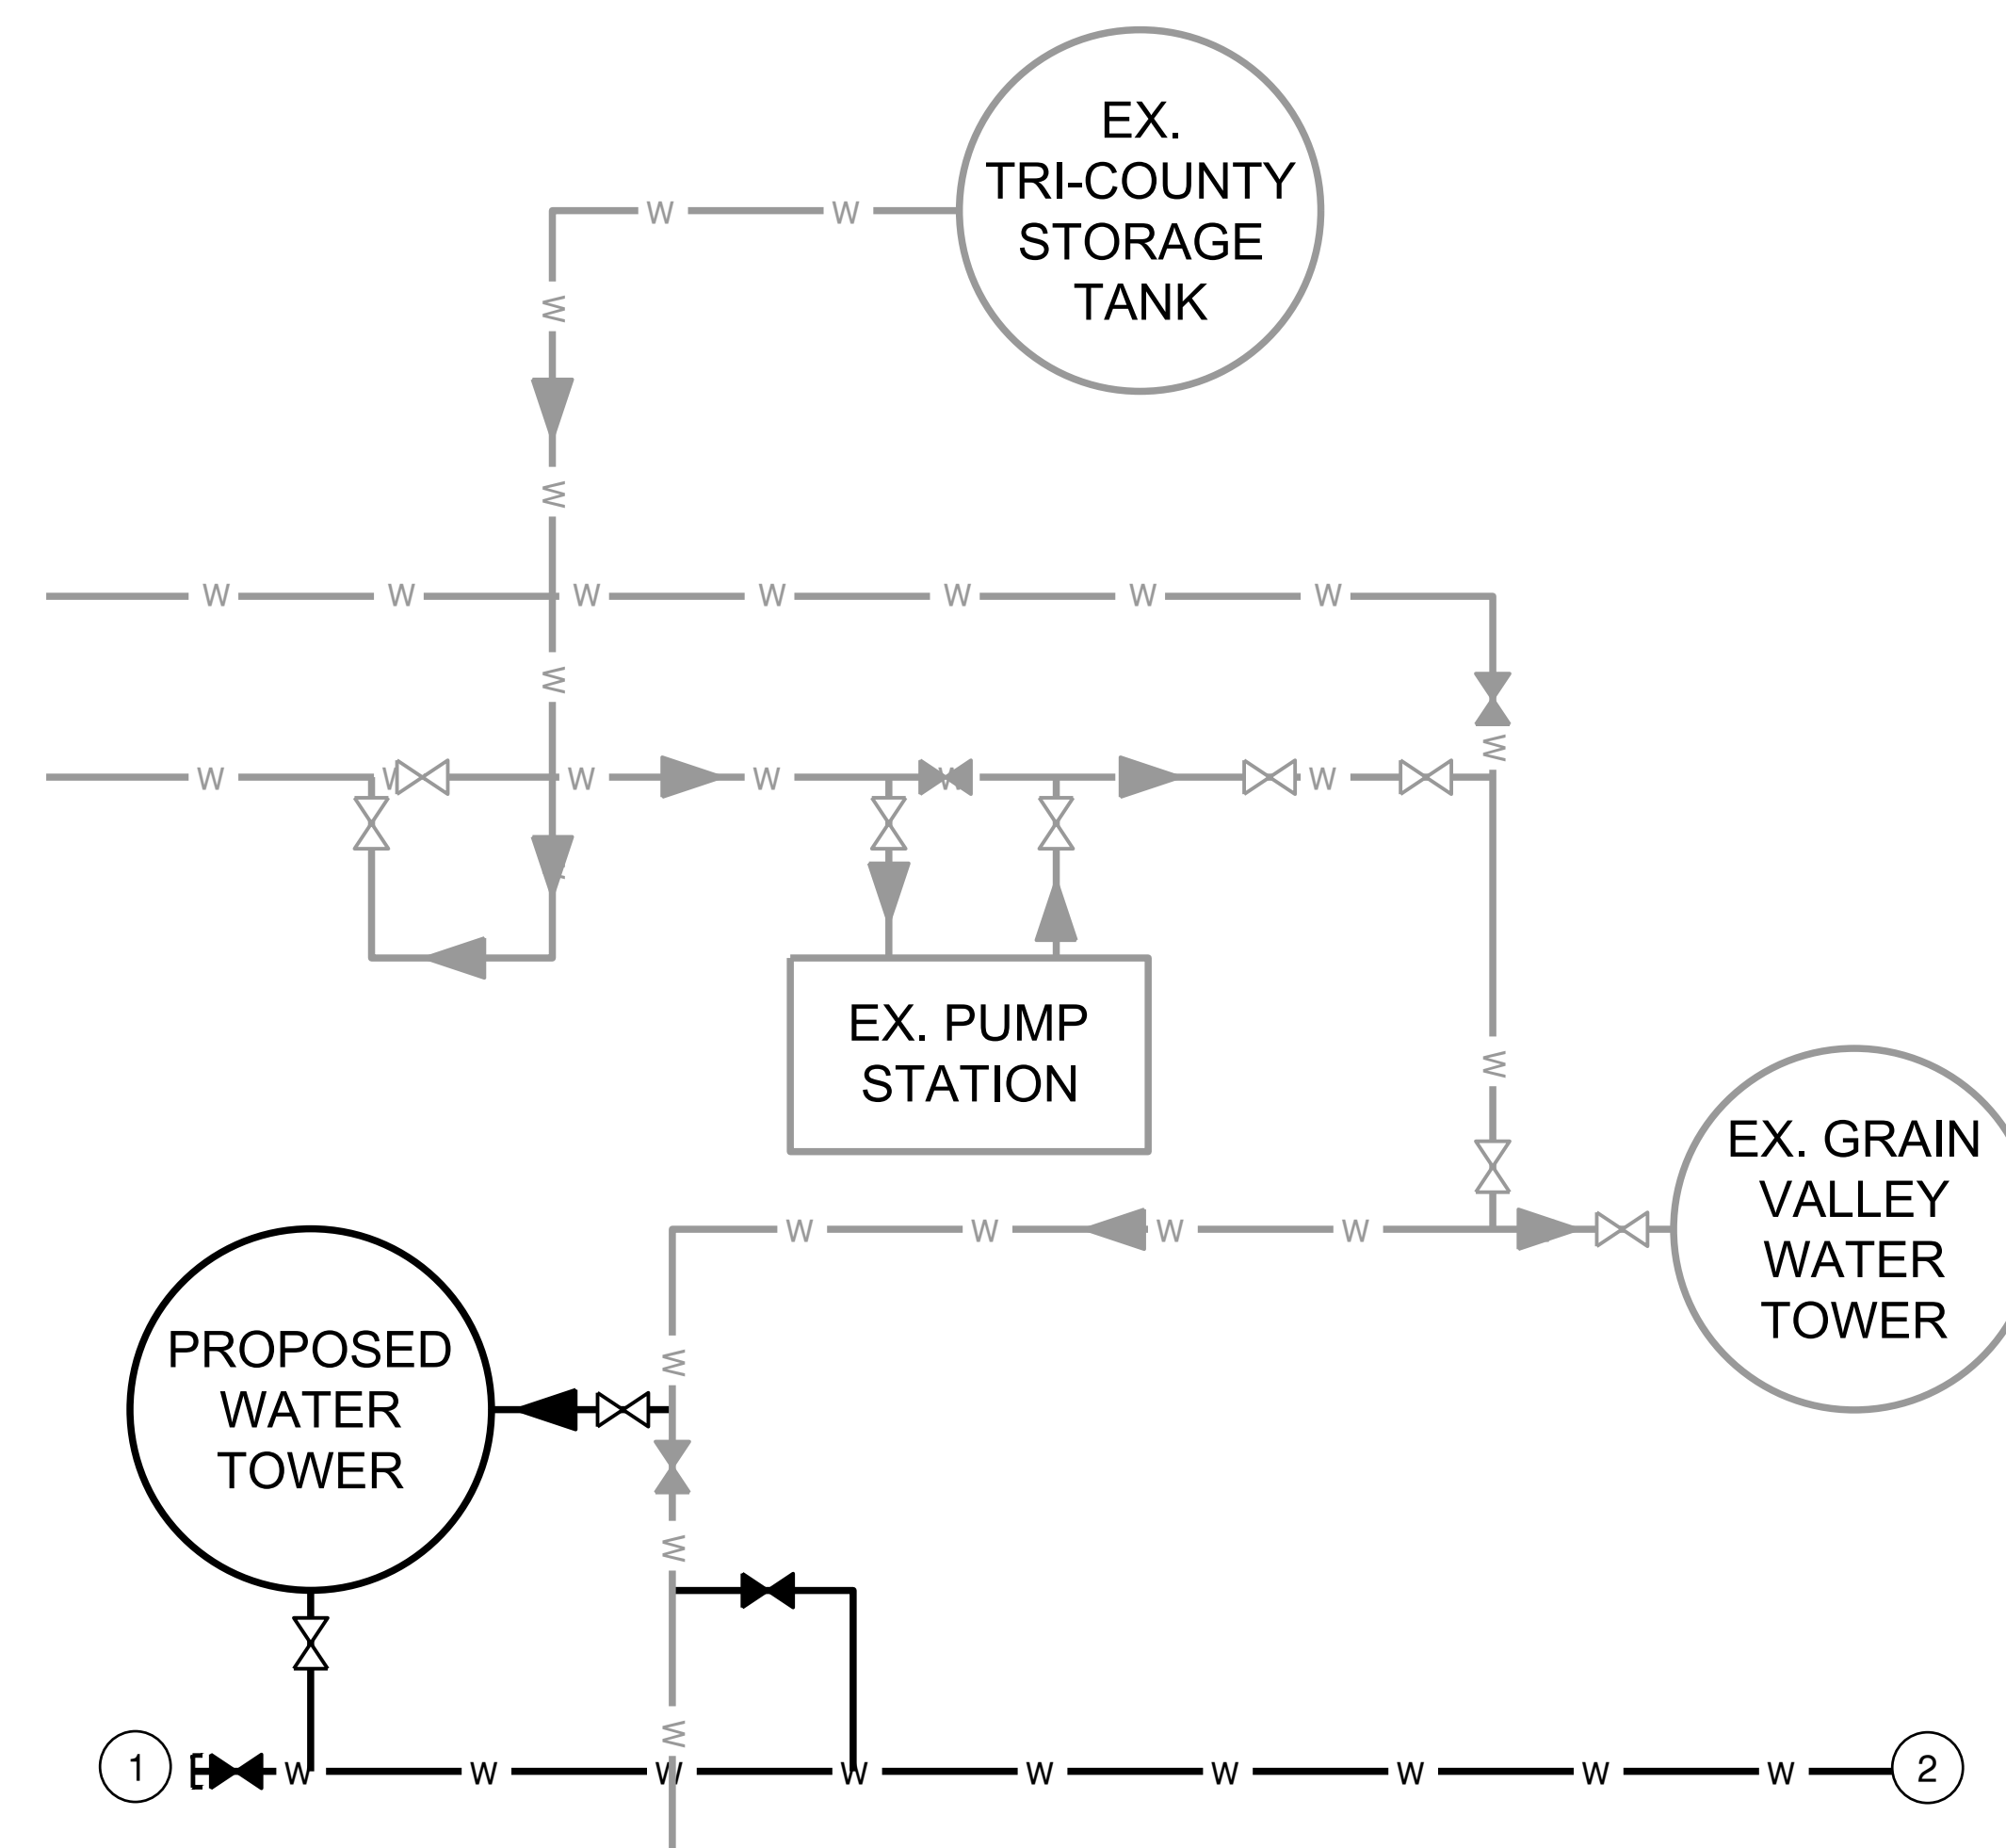 EX.
TRI-COUNTY
STORAGE
TANK
W W
W
W
W W W W W W W
W
W
W W W W W W
EX. PUMP
STATION
W
EX. GRAIN
VALLEY
WATER
TOWER
W W W W
PROPOSED
WATER
TOWER
W
W
W
1 W W W W W W W W W 2